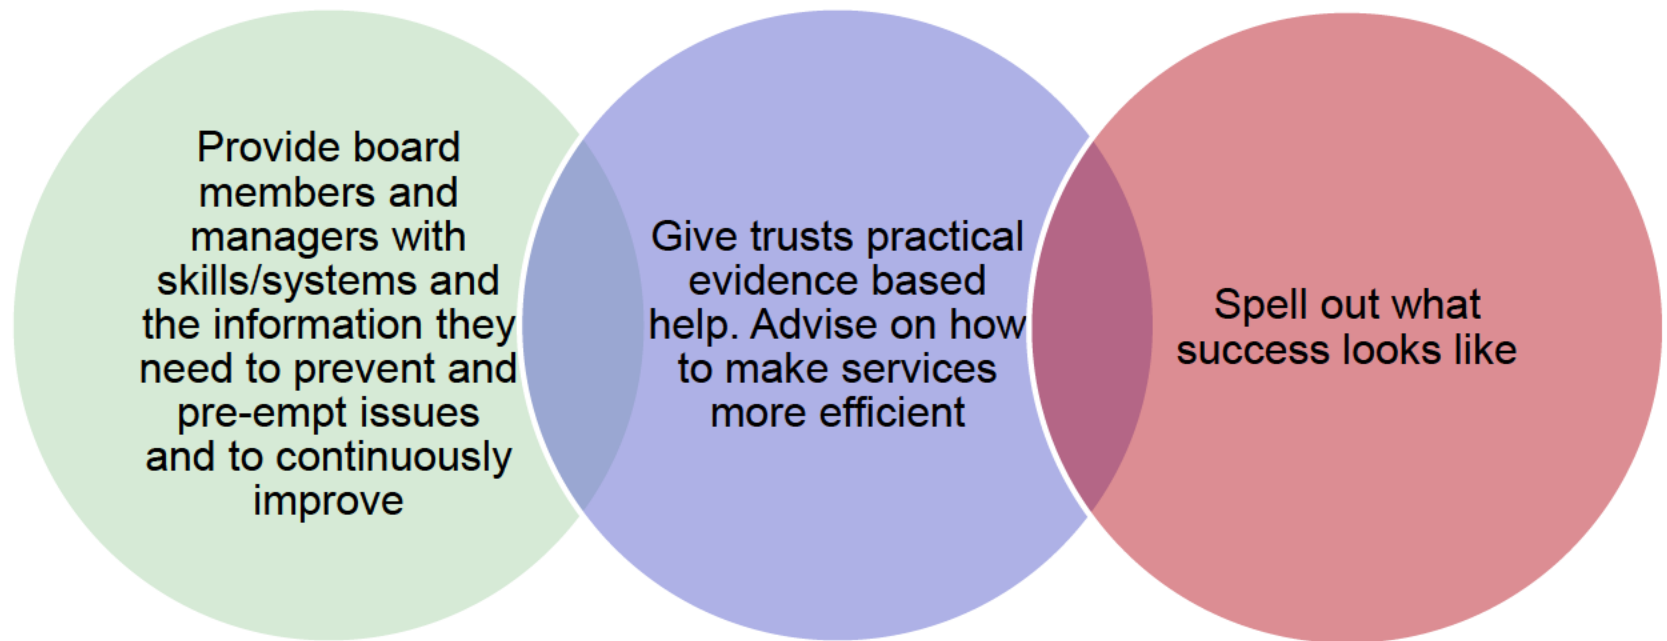 Provide board
members and
managers with
skills/systems and
the information they
need to prevent and
pre-empt issues
and to continuously
improve
Give trusts practical
evidence based
help. Advise on how
to make services
more efficient
Spell out what
success looks like